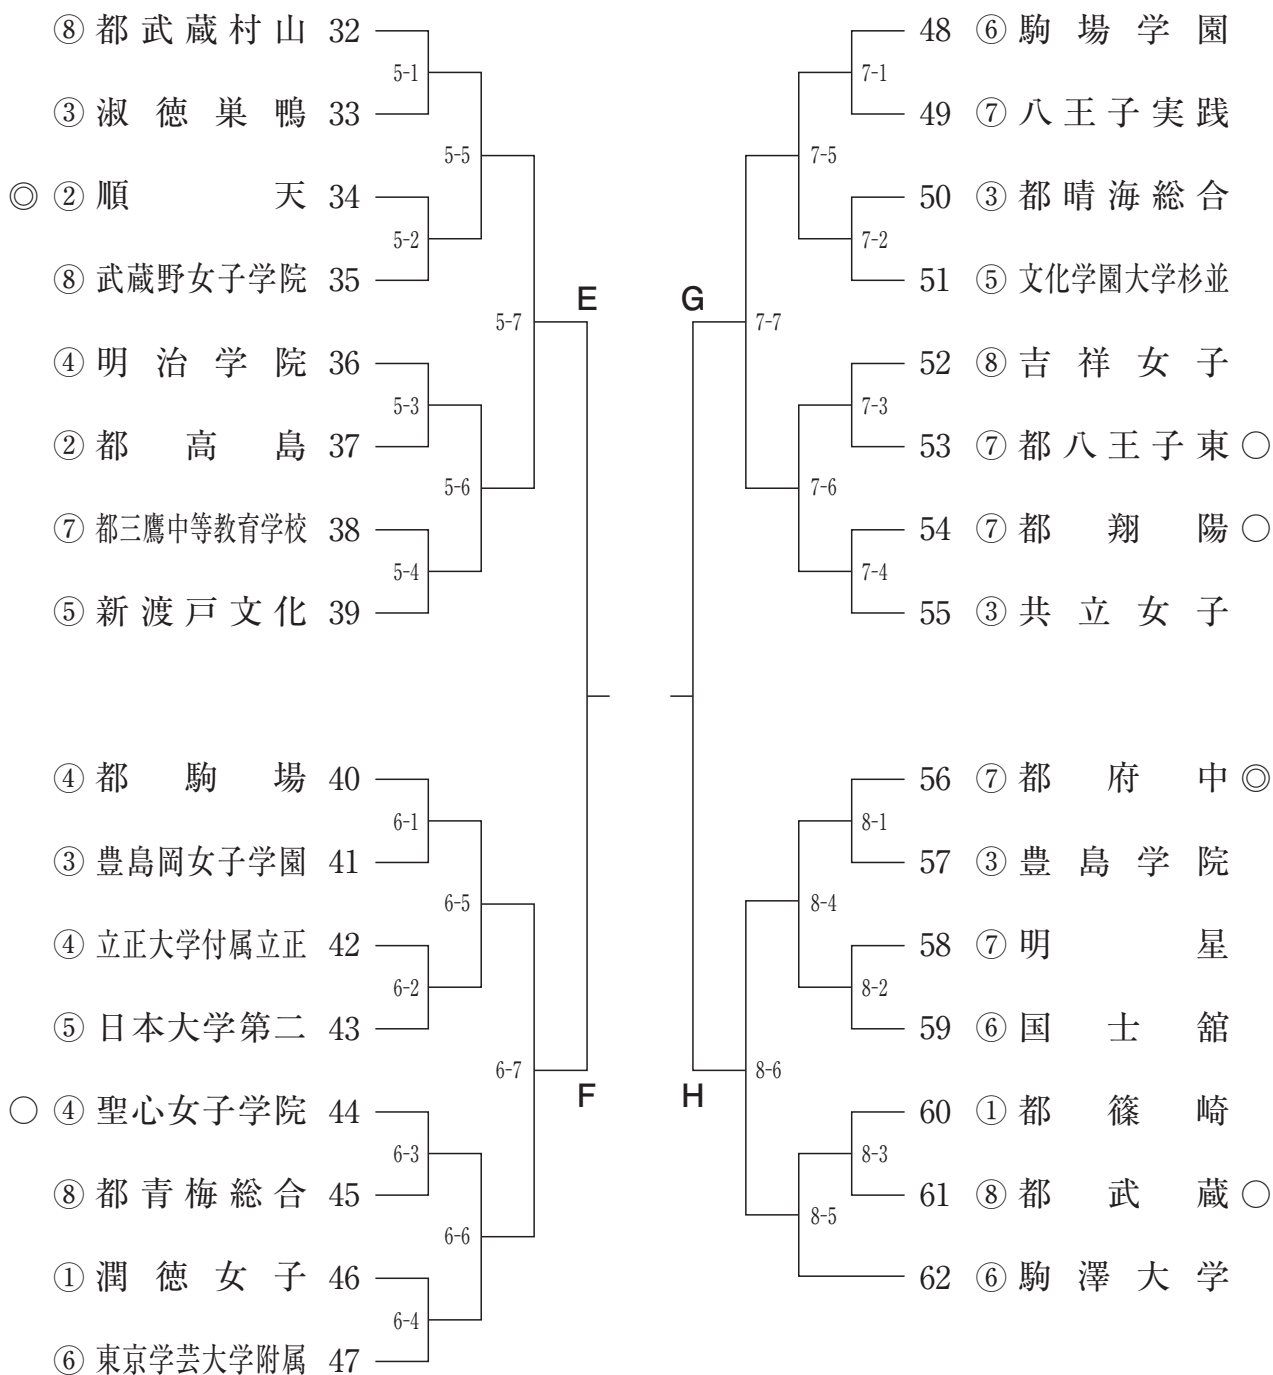 ⑧ 都武蔵村山 32
5-1
③ 淑徳巣鴨 33
5-5
◎ ② 順天 34
5-2
⑧ 武蔵野女子学院 35
5-7
E
④ 明治学院 36
5-3
② 都高島 37
5-6
⑦ 都三鷹中等教育学校 38
5-4
⑤ 新渡戸文化 39
④ 都駒場 40
6-1
③ 豊島岡女子学園 41
6-5
④ 立正大学付属立正 42
6-2
⑤ 日本大学第二 43
6-7
F
○ ④ 聖心女子学院 44
6-3
⑧ 都青梅総合 45
6-6
① 潤徳女子 46
6-4
⑥ 東京学芸大学附属 47
48 ⑥ 駒場学園
7-1
49 ⑦ 八王子実践
7-5
50 ③ 都晴海総合
7-2
51 ⑤ 文化学園大学杉並
G
7-7
52 ⑧ 吉祥女子
7-3
53 ⑦ 都八王子東 ○
7-6
54 ⑦ 都翔陽 ○
7-4
55 ③ 共立女子
56 ⑦ 都府中 ◎
8-1
57 ③ 豊島学院
8-4
58 ⑦ 明星
8-2
59 ⑥ 国士舘
H
8-6
60 ① 都篠崎
8-3
61 ⑧ 都武蔵 ○
8-5
62 ⑥ 駒澤大学